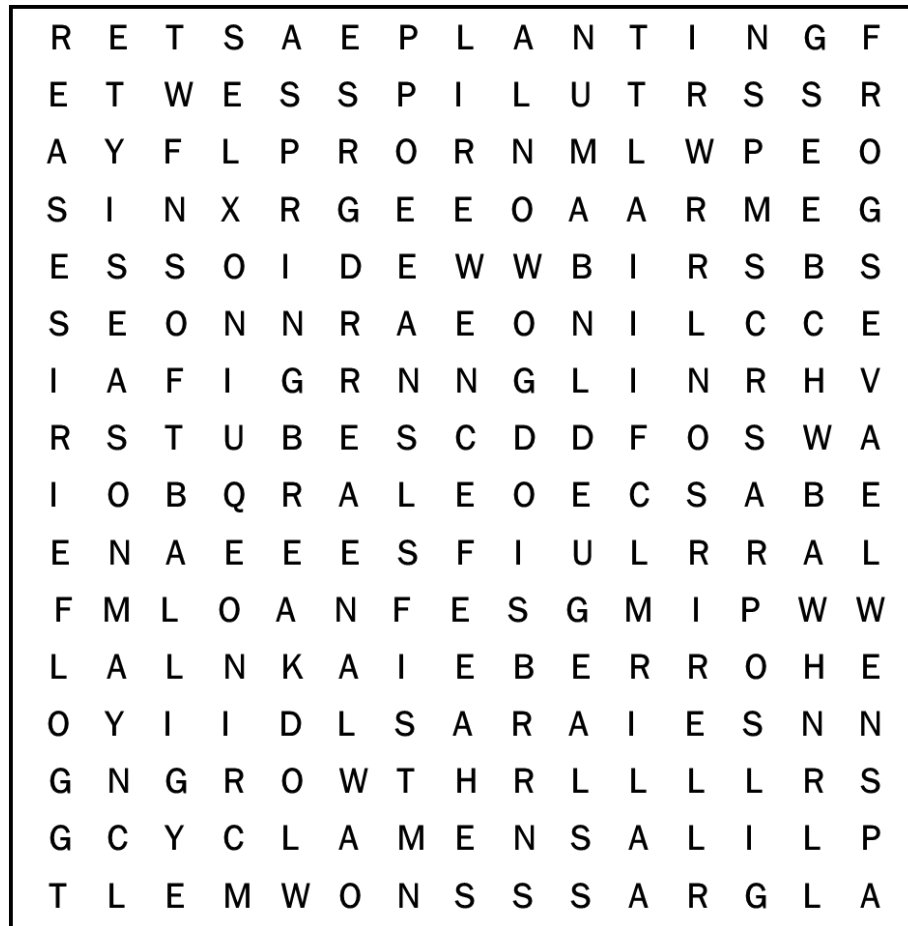 R E T S A E P L A N T I N G F
E T W E S S P I L U T R S S R
A Y F L P R O R N M L W P E O
S I N X R G E E O A A R M E G
E S S O I D E W W B I R S B S
S E O N N R A E O N I L C C E
I A F I G R N N G L I N R H V
R S T U B E S C D D F O S W A
I O B Q R A L E O E C S A B E
E N A E E E S F I U L R R A L
F M L O A N F E S G M I P W W
L A L N K A I E B E R R O H E
O Y I I D L S A R A I E S N N
G N G R O W T H R L L L L R S
G C Y C L A M E N S A L I L P
T L E M W O N S S S A R G L A